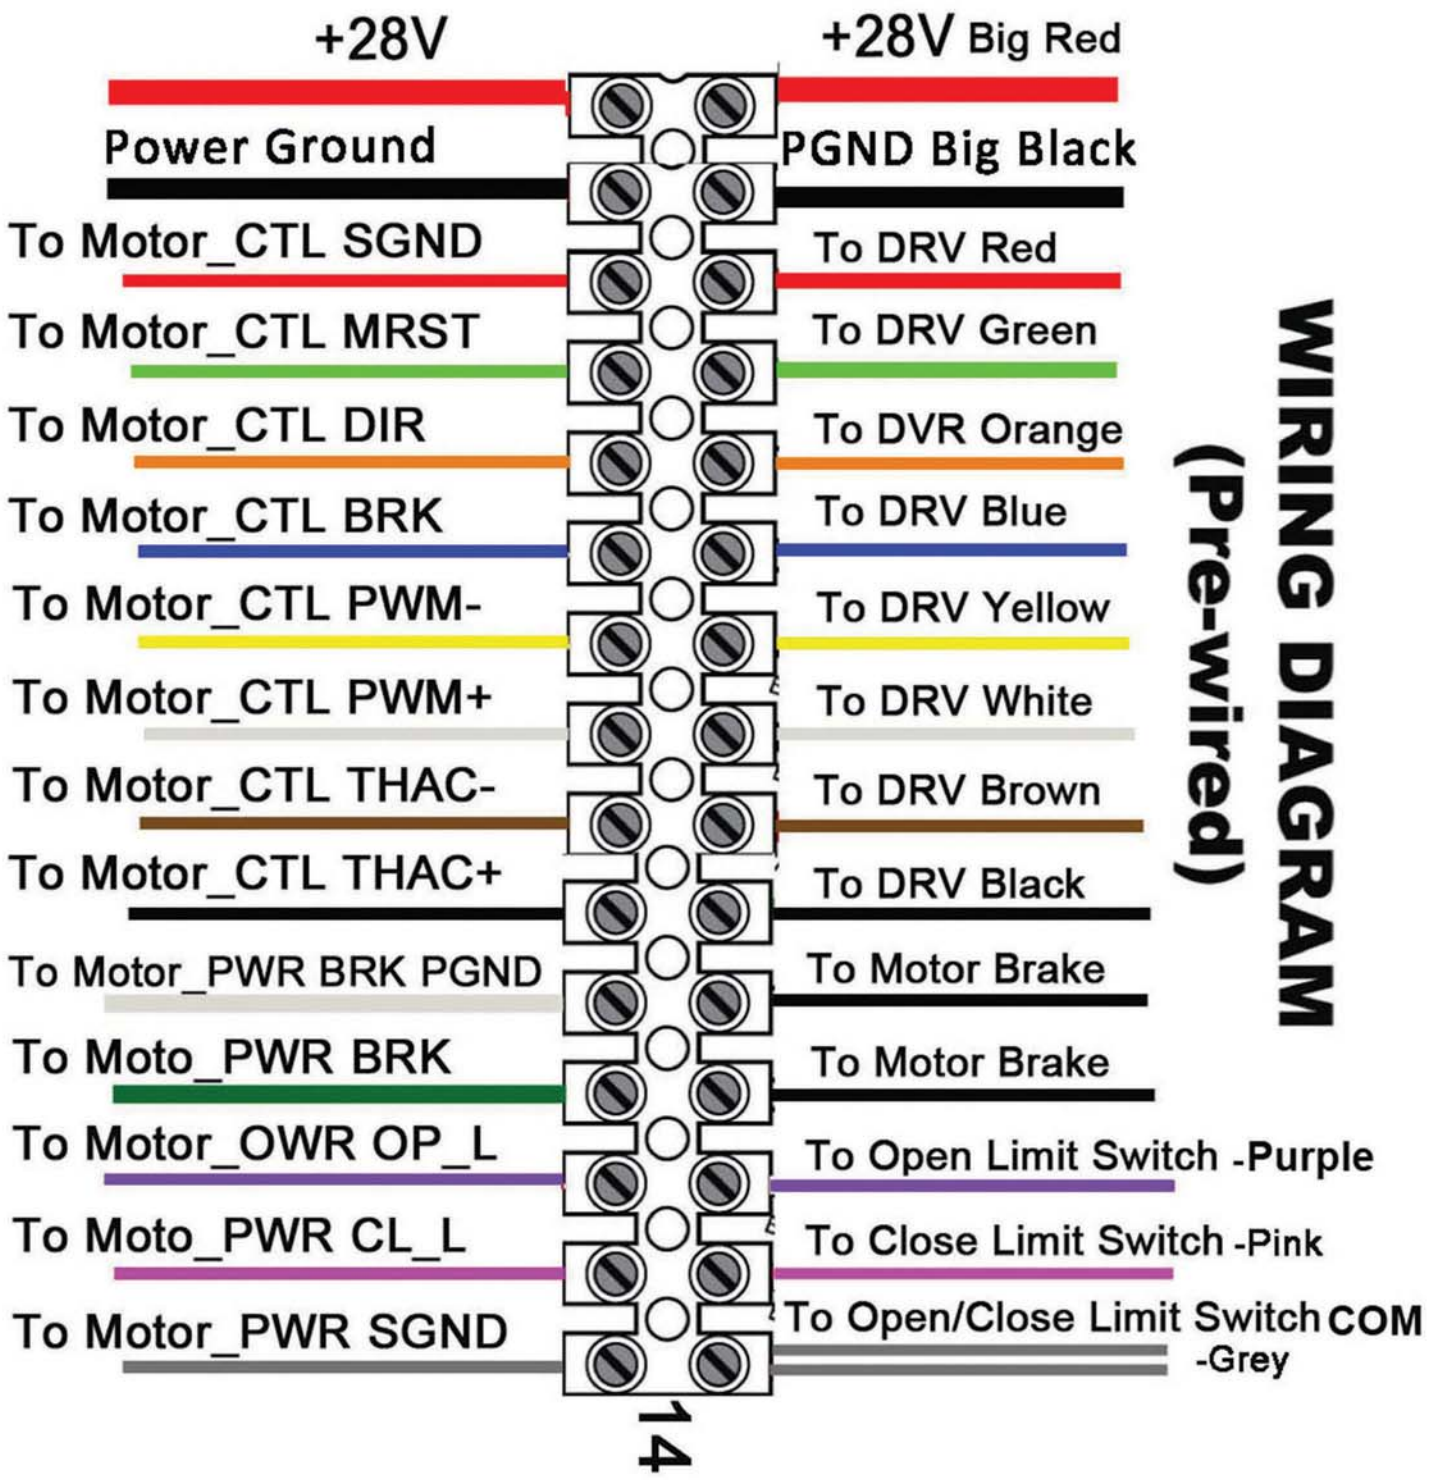 +28V
+28V Big Red
Power Ground
PGND Big Black
To Motor_CTL SGND
To DRV Red
To Motor_CTL MRST
To DRV Green
To Motor_CTL DIR
To DVR Orange
To Motor_CTL BRK
To DRV Blue
To Motor_CTL PWM-
To DRV Yellow
To Motor_CTL PWM+
To DRV White
To Motor_CTL THAC-
To DRV Brown
To Motor_CTL THAC+
To DRV Black
To Motor_PWR BRK PGND
To Motor Brake
To Moto_PWR BRK
To Motor Brake
To Motor_OWR OP_L
To Open Limit Switch -Purple
To Moto_PWR CL_L
To Close Limit Switch -Pink
To Motor_PWR SGND
To Open/Close Limit Switch COM
-Grey
14
WIRING DIAGRAM
(Pre-wired)